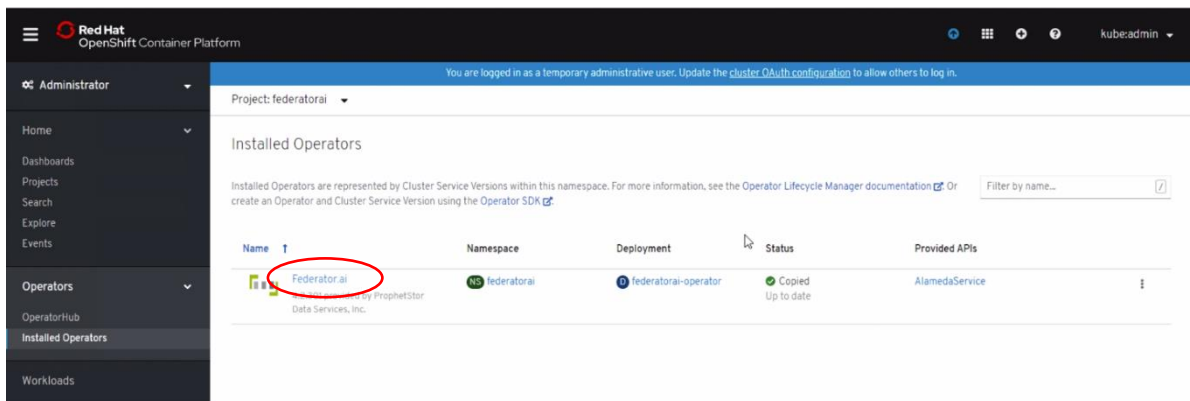 Red Hat
OpenShift Container Platform
kube:admin
Administrator
You are logged in as a temporary administrative user. Update the cluster OAuth configuration to allow others to log in.
Project: federatorai
Home
Dashboards
Projects
Search
Explore
Events
Operators
OperatorHub
Installed Operators
Workloads
Installed Operators
Installed Operators are represented by Cluster Service Versions within this namespace. For more information, see the Operator Lifecycle Manager documentation. Or
create an Operator and Cluster Service Version using the Operator SDK.
Filter by name...
/
Name Namespace Deployment Status Provided APIs
Federator.ai NS federatorai D federatorai-operator Copied AlamedaService
provided by ProphetStor Up to date
Data Services, Inc.